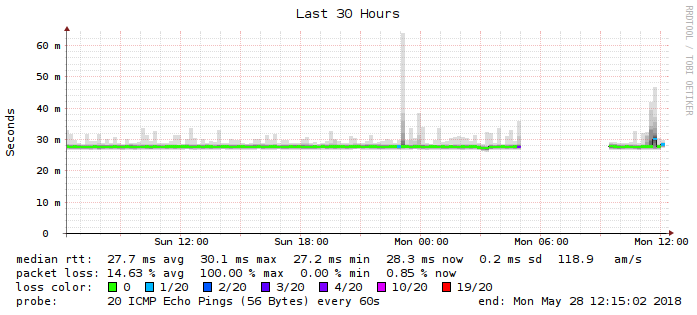 Last 30 Hours
RRDTOOL / TOBI OETIKER
Seconds
60 m
50 m
40 m
30 m
20 m
10 m
0
Sun 12:00 Sun 18:00 Mon 00:00 Mon 06:00 Mon 12:00
median rtt: 27.7 ms avg 30.1 ms max 27.2 ms min 28.3 ms now 0.2 ms sd 118.9 am/s
packet loss: 14.63 % avg 100.00 % max 0.00 % min 0.85 % now
loss color: 0 1/20 2/20 3/20 4/20 10/20 19/20
probe: 20 ICMP Echo Pings (56 Bytes) every 60s end: Mon May 28 12:15:02 2018